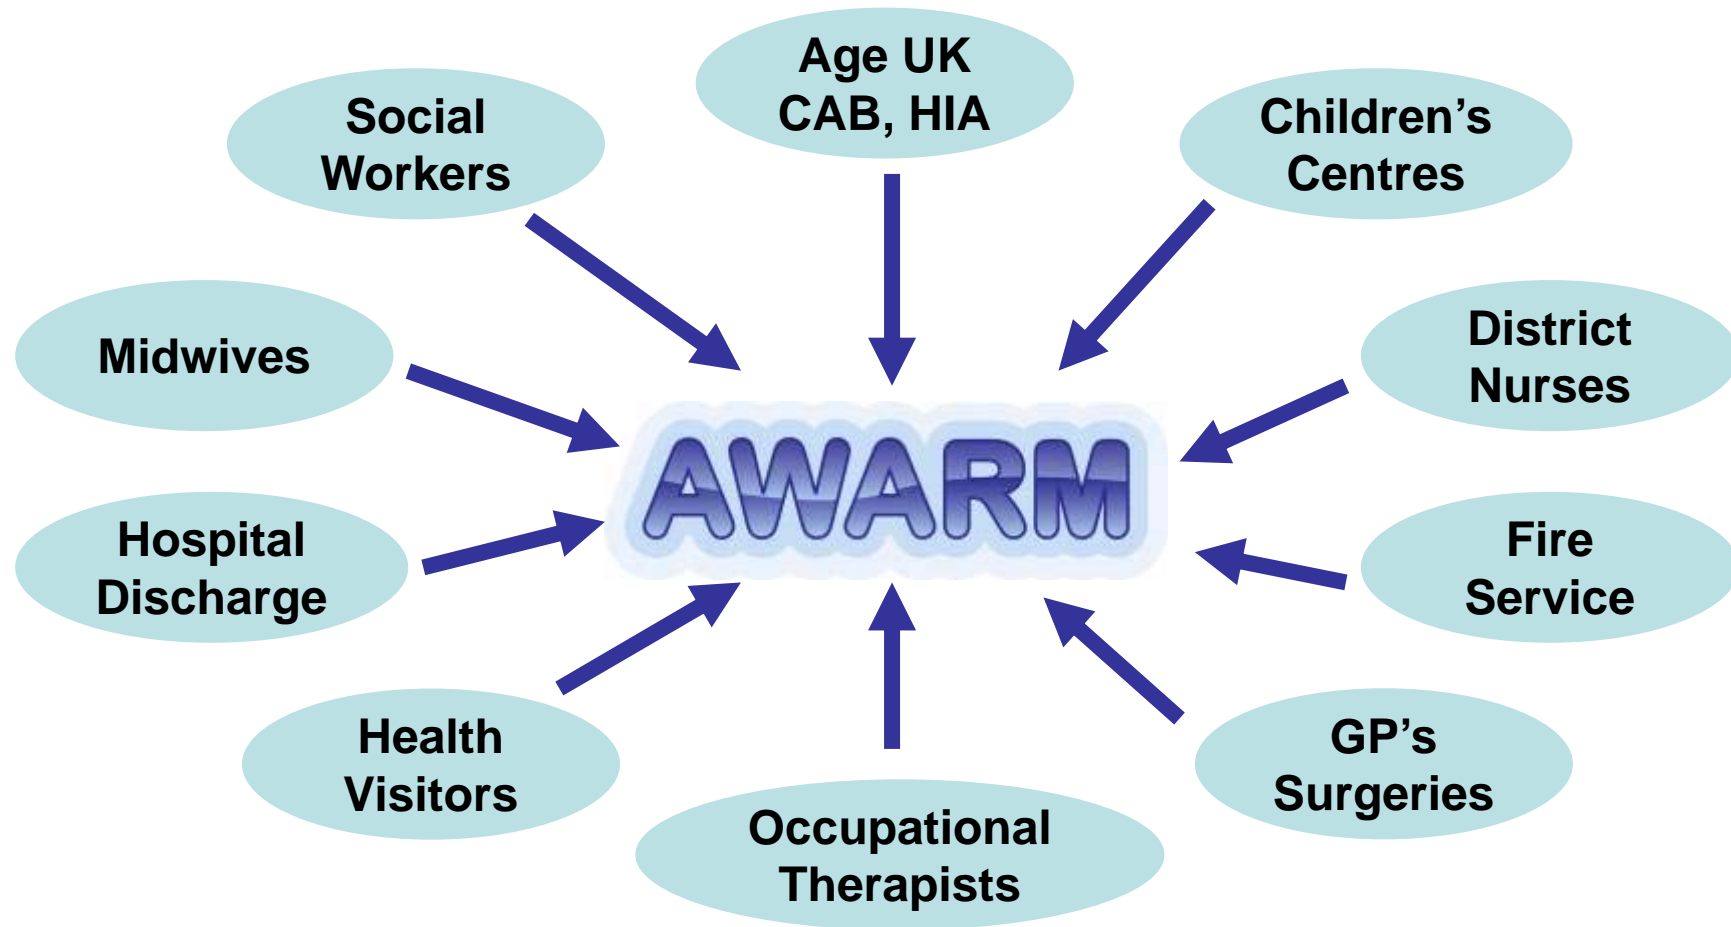 Age UK
CAB, HIA
Social
Workers
Children’s
Centres
Midwives
District
Nurses
AWARM
Hospital
Discharge
Fire
Service
Health
Visitors
GP’s
Surgeries
Occupational
Therapists